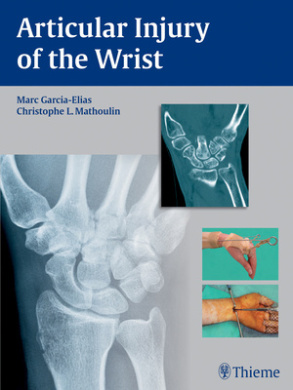 Articular Injury
of the Wrist
Marc Garcia-Elias
Christophe L. Mathoulin
Thieme